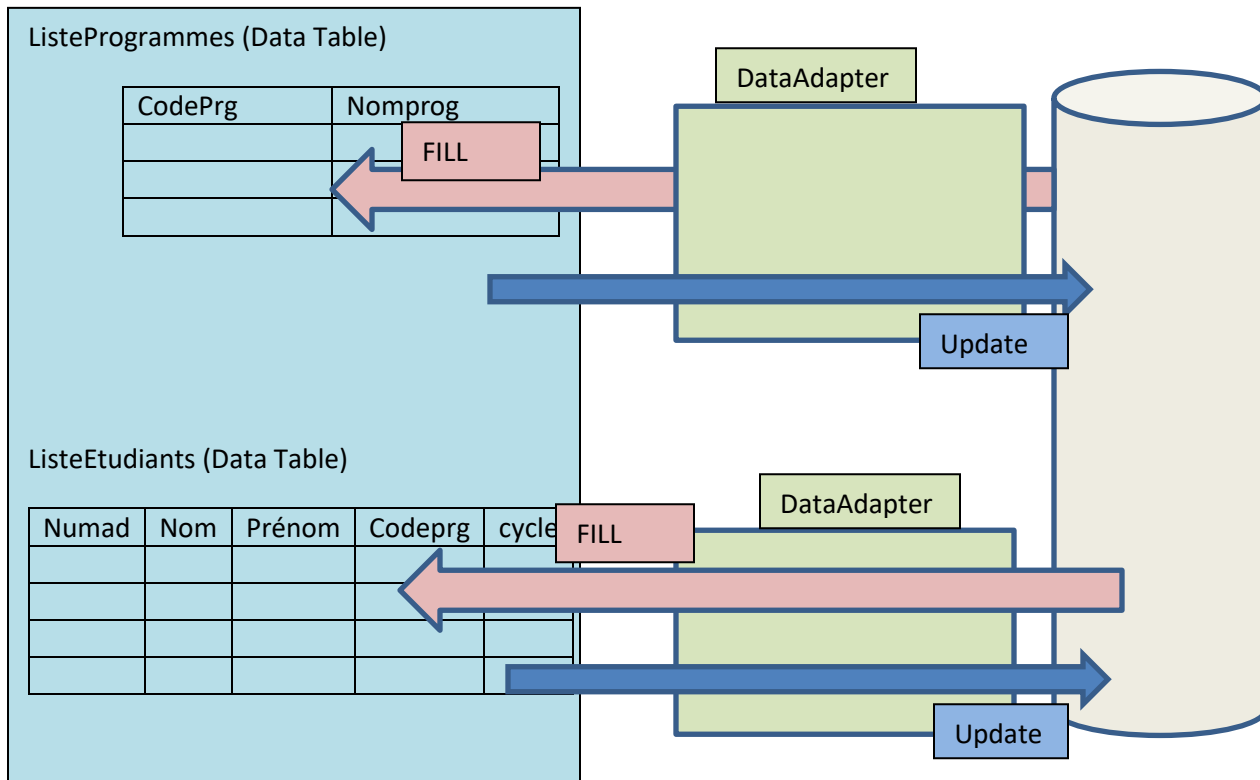 ListeProgrammes (Data Table)
DataAdapter
CodePrg Nomprog
FILL
Update
ListeEtudiants (Data Table)
DataAdapter
Numad Nom Prénom Codeprg cycle
FILL
Update